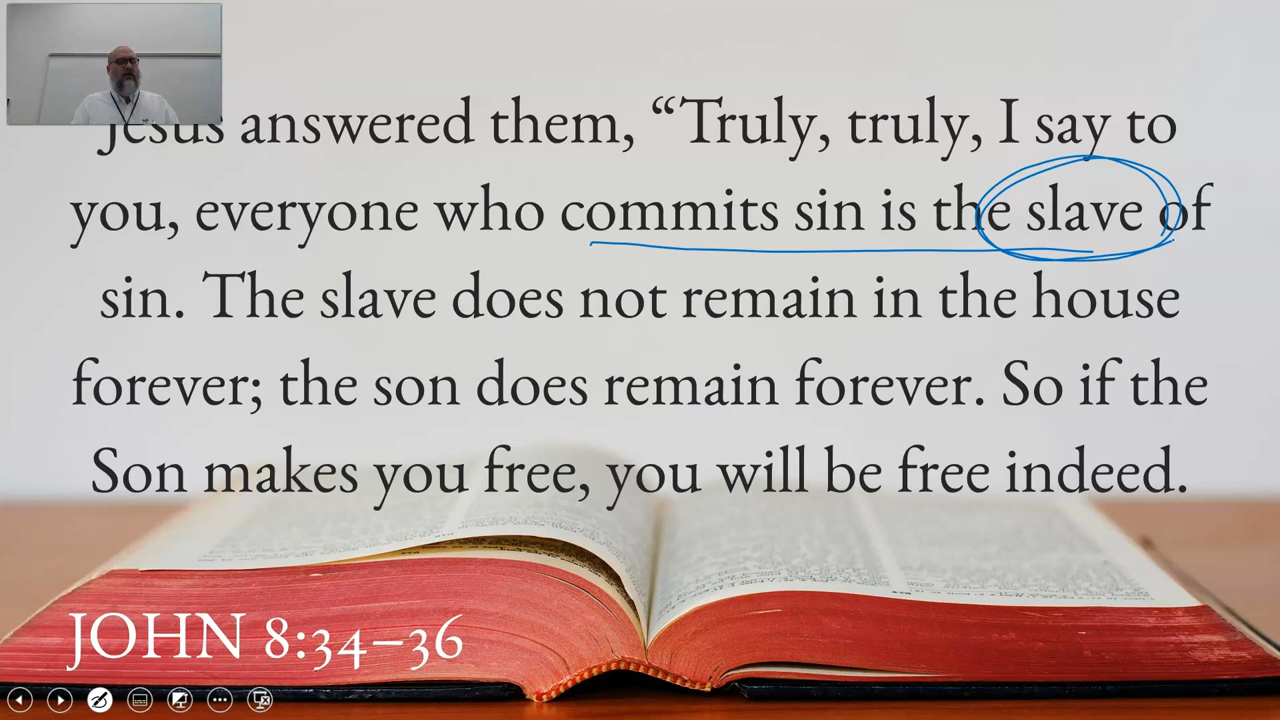 Jesus answered them, “Truly, truly, I say to
you, everyone who commits sin is the slave of
sin. The slave does not remain in the house
forever; the son does remain forever. So if the
Son makes you free, you will be free indeed.
JOHN 8:34–36